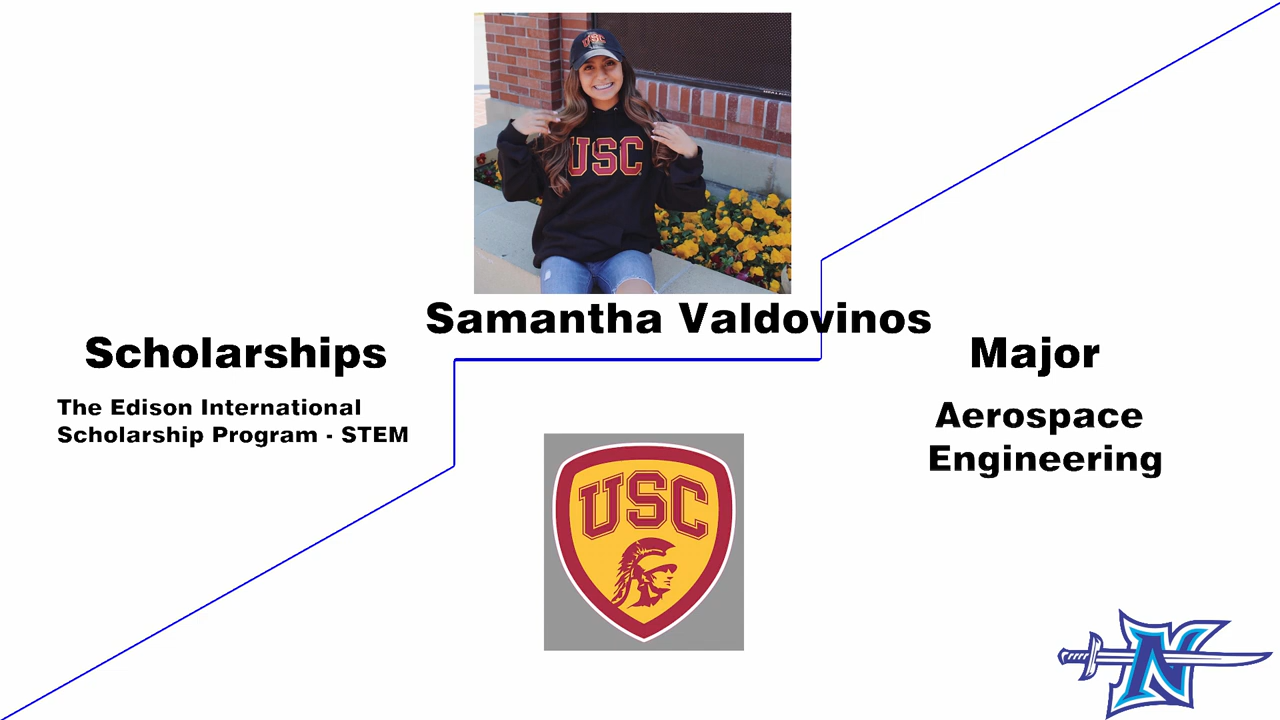 USC
USC
Samantha Valdovinos
Scholarships
The Edison International
Scholarship Program - STEM
Major
Aerospace
Engineering
USC
N